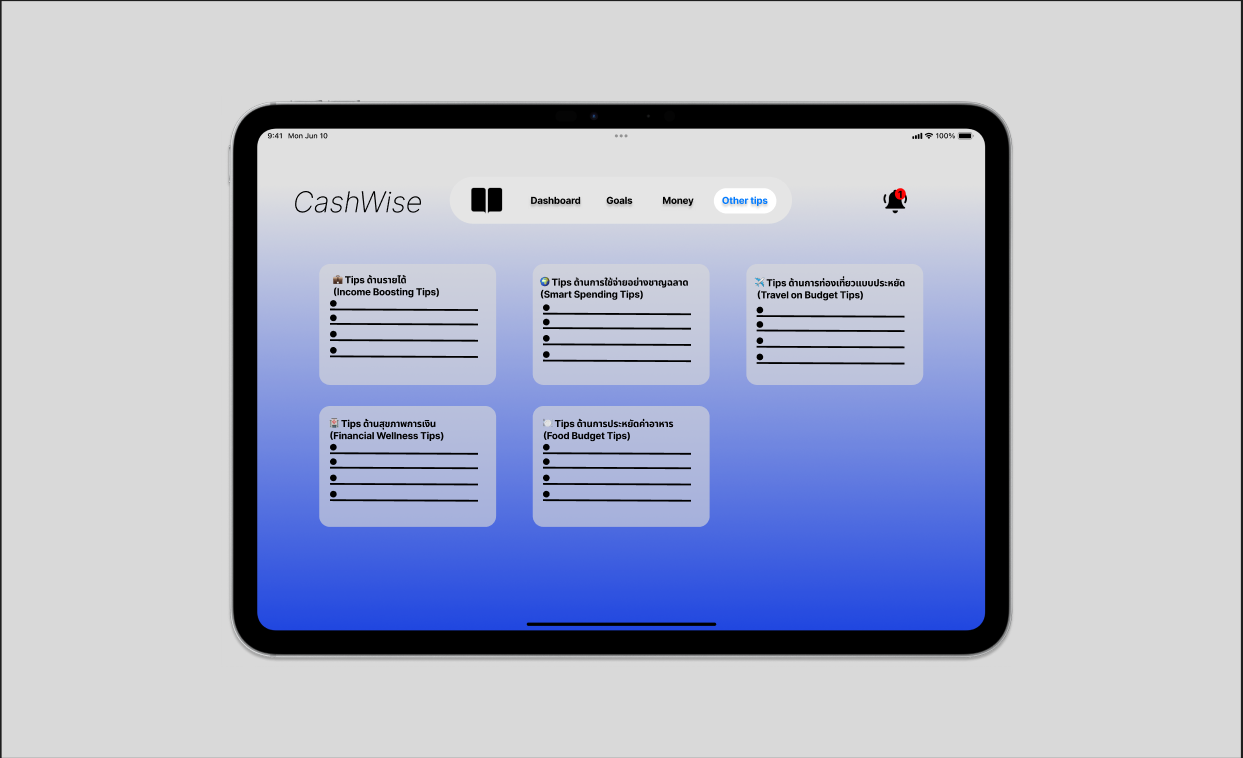 9:41 Mon Jun 10
100%
CashWise
Dashboard
Goals
Money
Other tips
1
Tips ด้านรายได้
(Income Boosting Tips)
Tips ด้านการใช้จ่ายอย่างชาญฉลาด
(Smart Spending Tips)
Tips ด้านการท่องเที่ยวแบบประหยัด
(Travel on Budget Tips)
Tips ด้านสุขภาพการเงิน
(Financial Wellness Tips)
Tips ด้านการประหยัดค่าอาหาร
(Food Budget Tips)